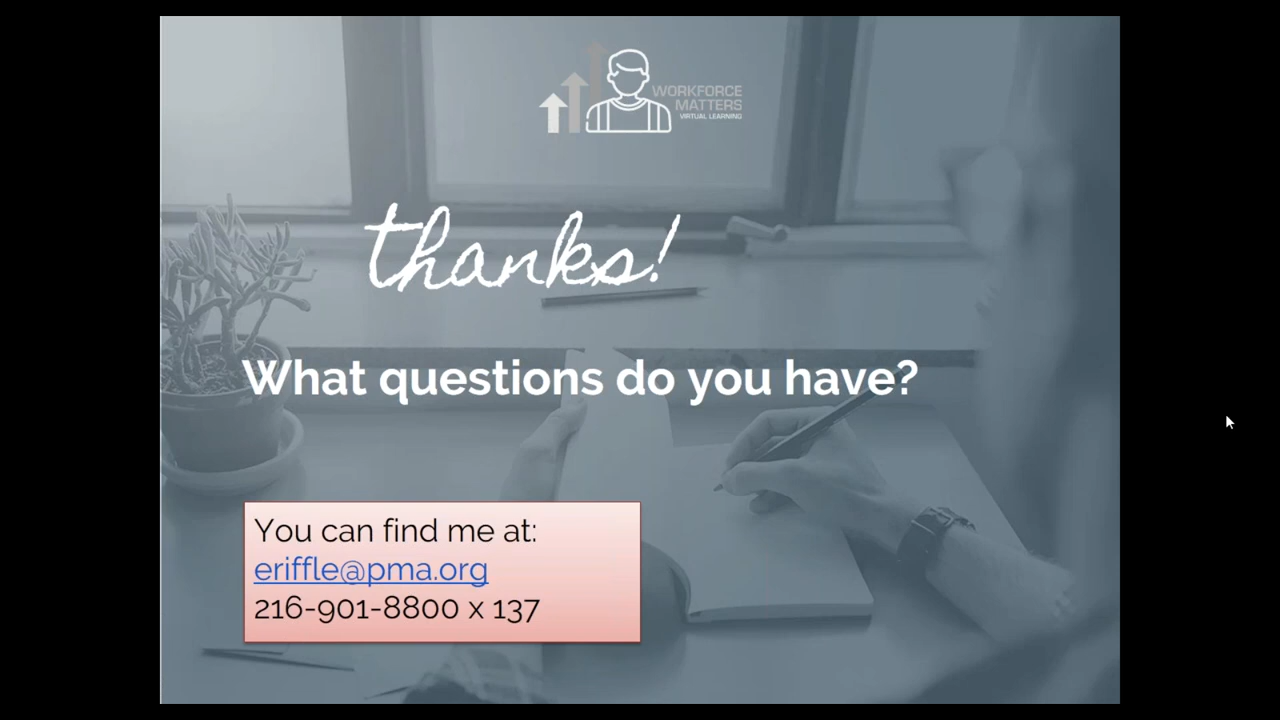 WORKFORCE
MATTERS
VIRTUAL LEARNING
thanks!
What questions do you have?
You can find me at:
eriffle@pma.org
216-901-8800 x 137